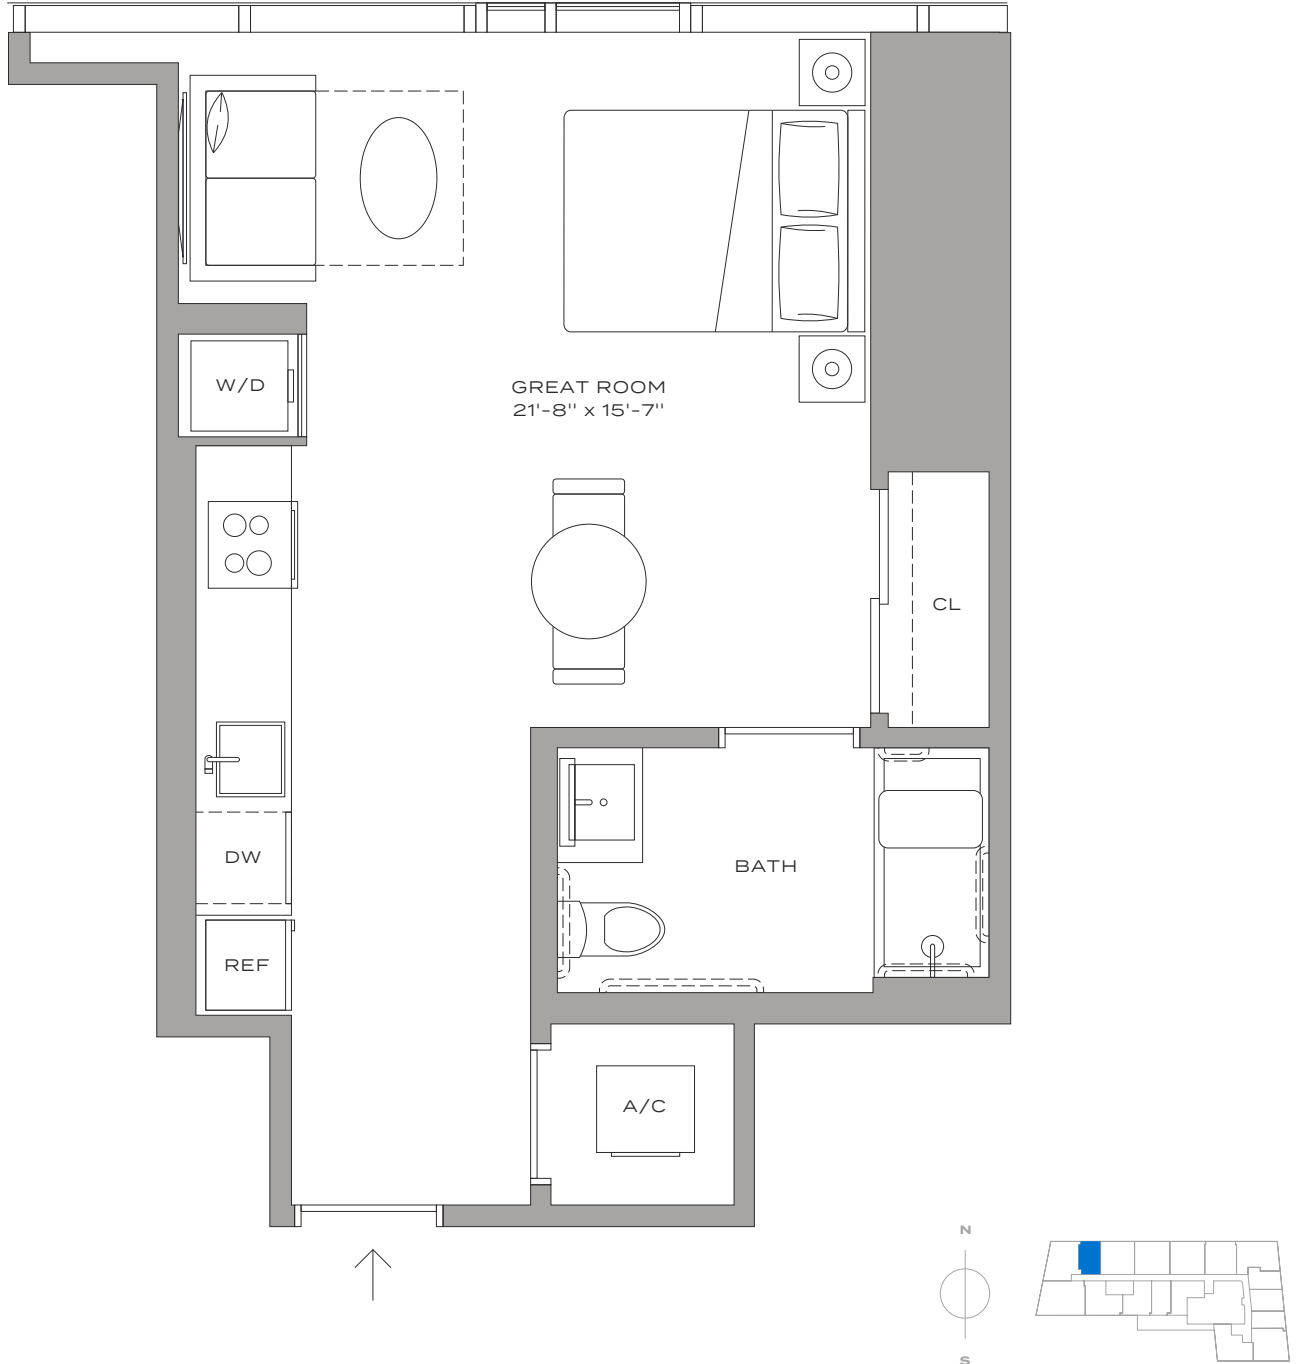 W/D
GREAT ROOM
21'-8" x 15'-7"
CL
DW
BATH
REF
A/C
N
S